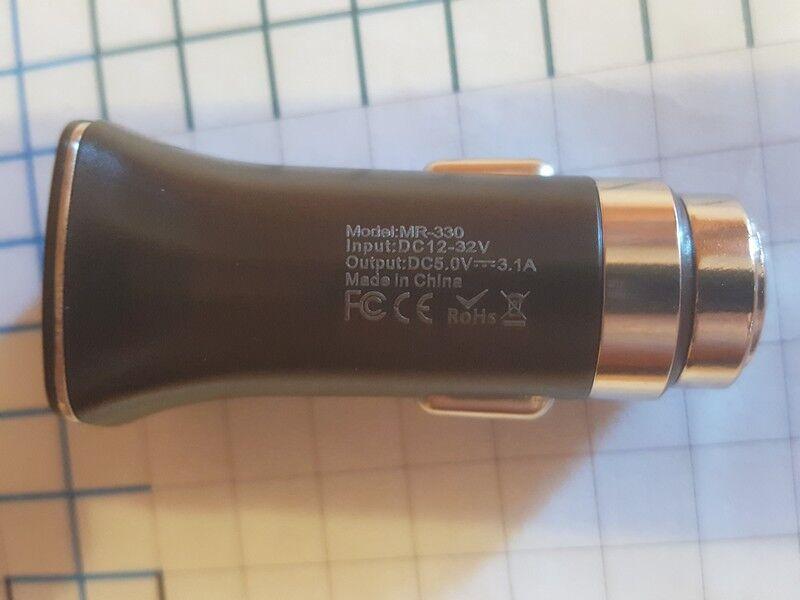 Model:MR-330
Input:DC12-32V
Output:DC5.0V⎓3.1A
Made in China
FC CE RoHS